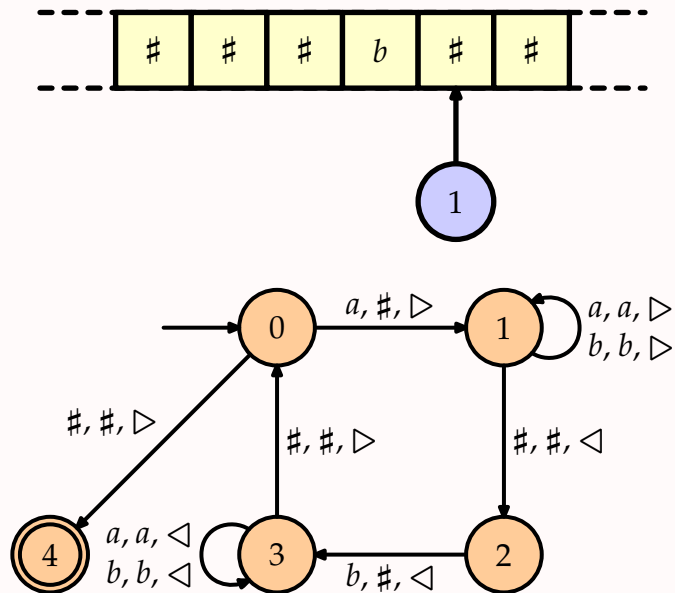 ♯ ♯ ♯ b ♯ ♯
1
0 a, ♯, ▷ 1 a, a, ▷
b, b, ▷
♯, ♯, ▷ ♯, ♯, ▷ ♯, ♯, ◁
4 a, a, ◁ 3 b, ♯, ◁ 2
b, b, ◁